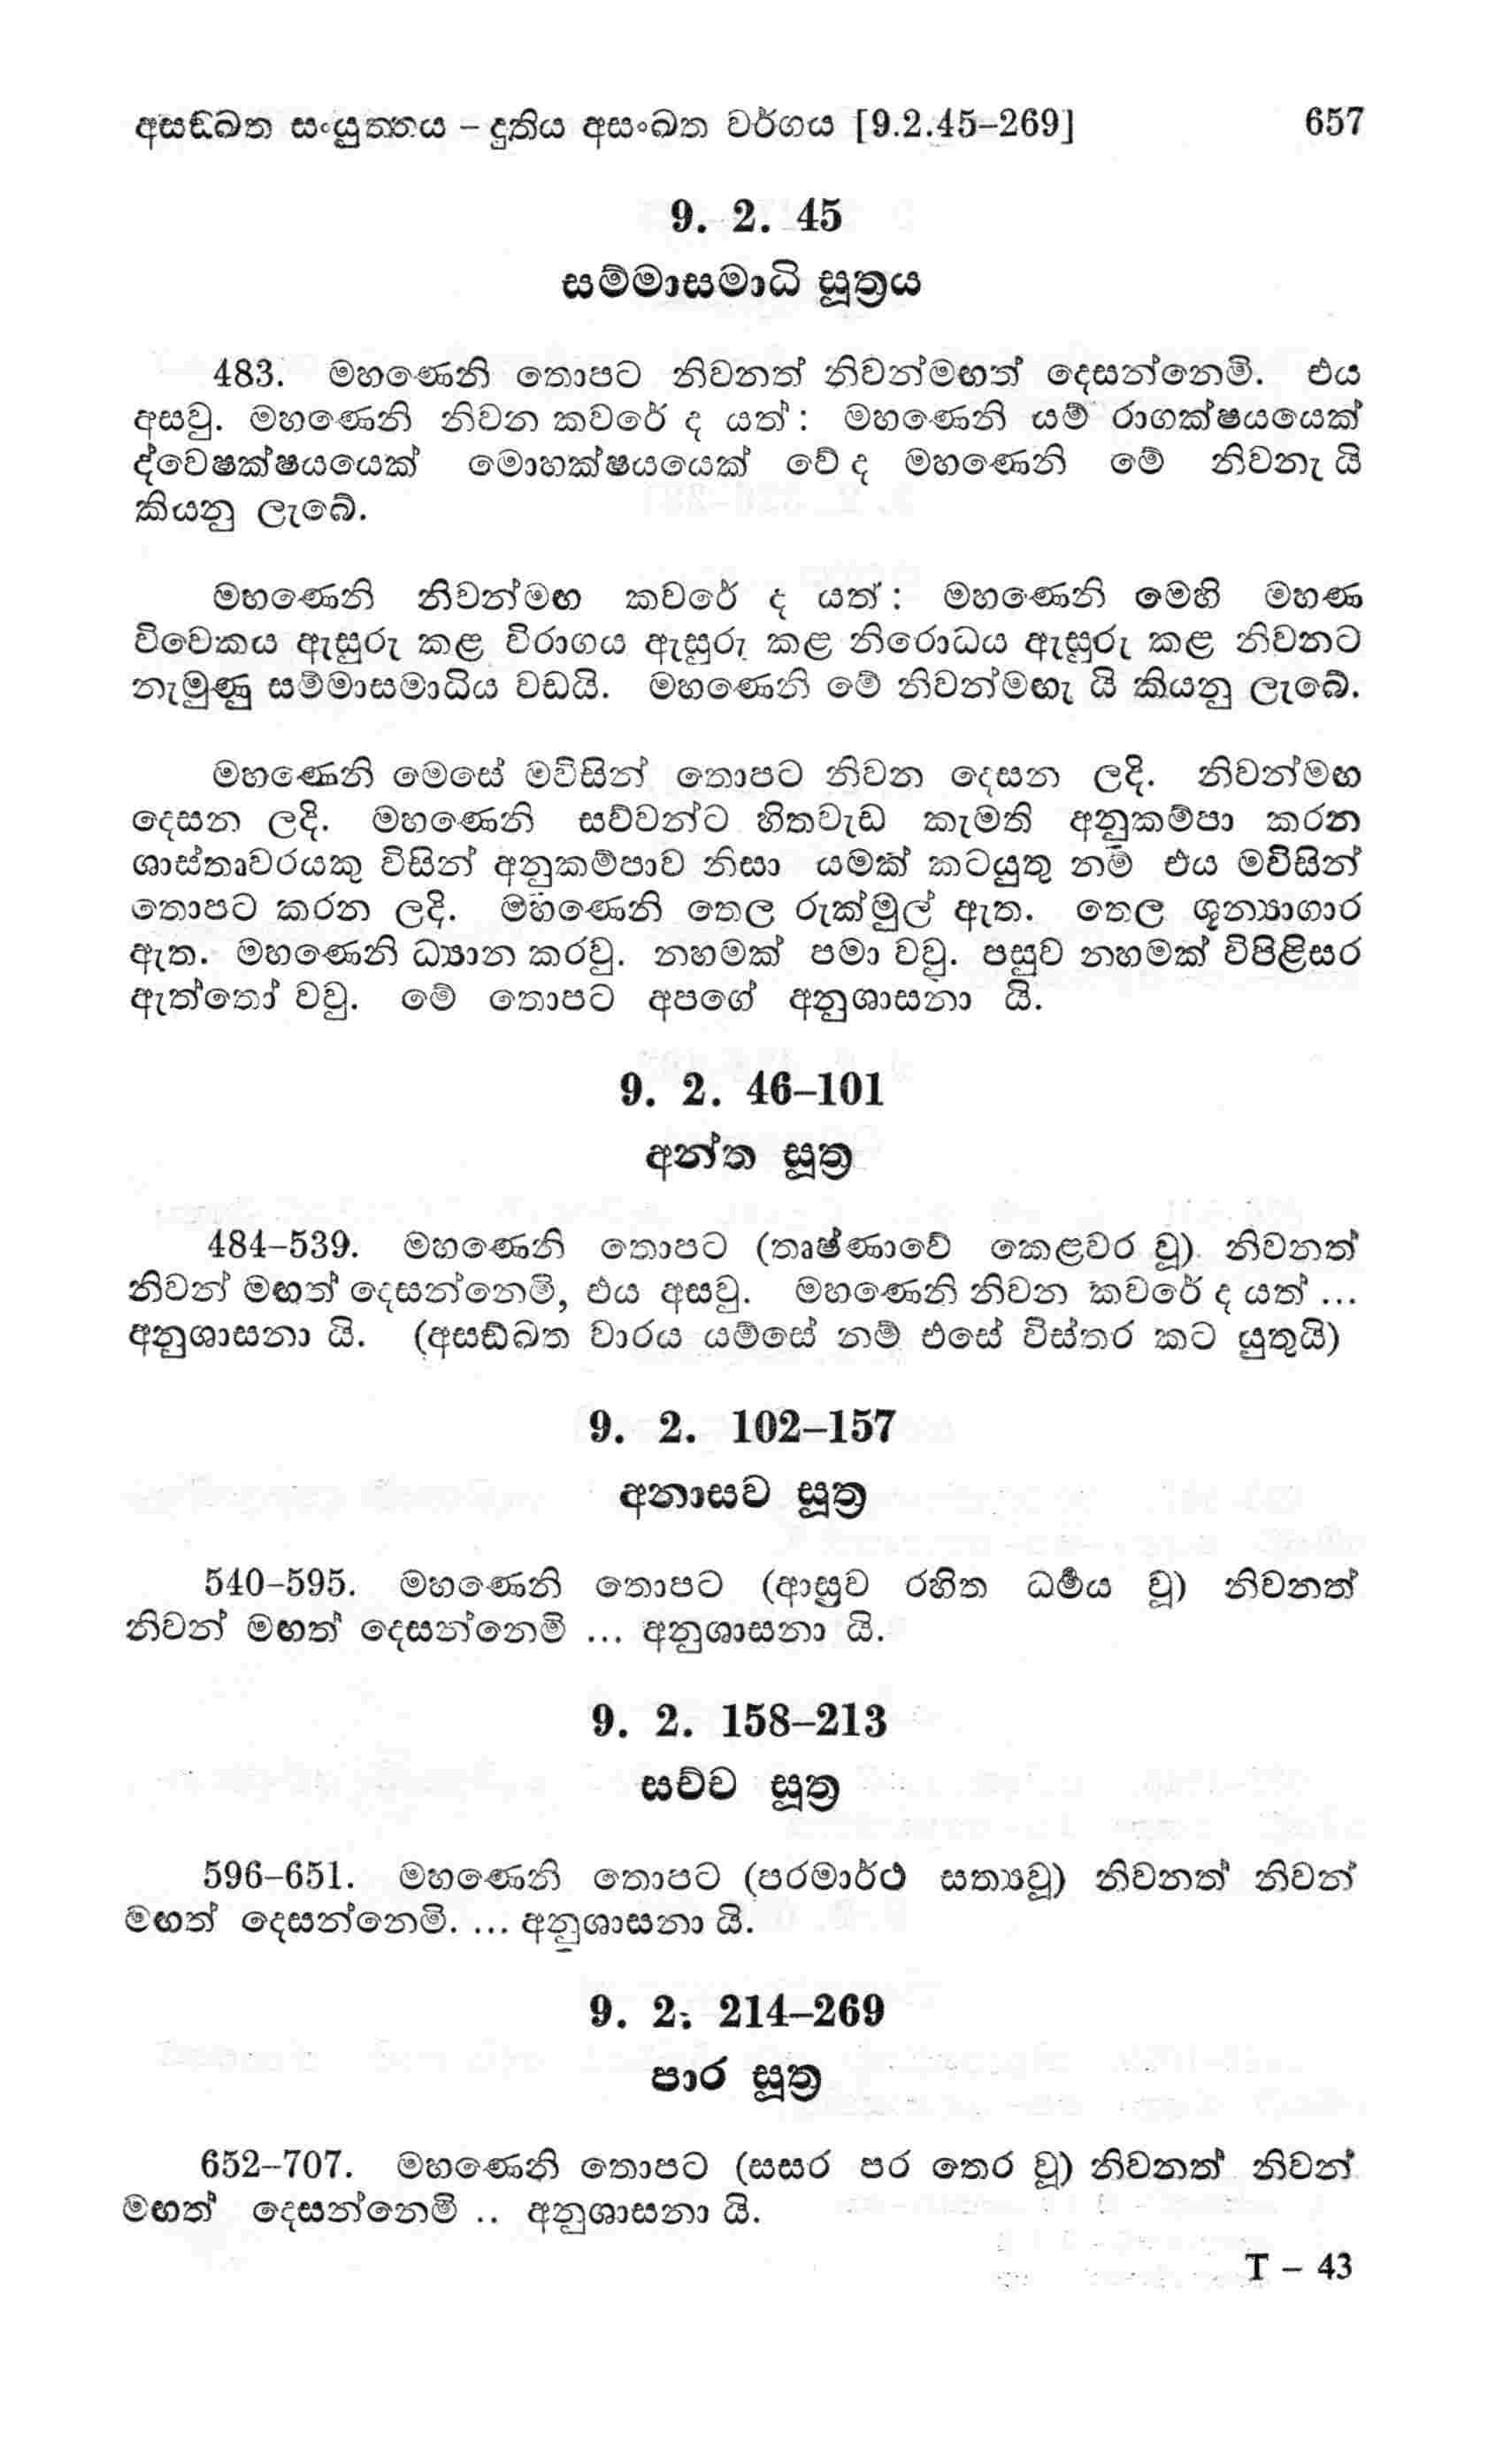 අසඞ්ඛත සංයුත්තය – දුතිය අසංඛත වර්ගය [9.2.45–269] 657
9. 2. 45
සම්මාසමාධි සූත්‍රය
483. මහණෙනි තොපට නිවනත් නිවන්මඟත් දෙසන්නෙමි. එය
අසවු. මහණෙනි නිවන කවරේ ද යත්: මහණෙනි යම් රාගක්ෂයයෙක්
ද්වෙෂක්ෂයයෙක් මොහක්ෂයයෙක් වේ ද මහණෙනි මේ නිවනැ යි
කියනු ලැබේ.
මහණෙනි නිවන්මඟ කවරේ ද යත්: මහණෙනි මෙහි මහණ
විවෙකය ඇසුරු කළ විරාගය ඇසුරු කළ නිරොධය ඇසුරු කළ නිවනට
නැමුණු සම්මාසමාධිය වඩයි. මහණෙනි මේ නිවන්මඟැ යි කියනු ලැබේ.
මහණෙනි මෙසේ මවිසින් තොපට නිවන දෙසන ලදි. නිවන්මඟ
දෙසන ලදි. මහණෙනි සව්වන්ට හිතවැඩ කැමති අනුකම්පා කරන
ශාස්තෘවරයකු විසින් අනුකම්පාව නිසා යමක් කටයුතු නම් එය මවිසින්
තොපට කරන ලදි. මහණෙනි තෙල රුක්මුල් ඇත. තෙල ශුන්‍යාගාර
ඇත. මහණෙනි ධ්‍යාන කරවු. නහමක් පමා වවු. පසුව නහමක් විපිළිසර
ඇත්තෝ වවු. මේ තොපට අපගේ අනුශාසනා යි.
9. 2. 46–101
අන්ත සූත්‍ර
484–539. මහණෙනි තොපට (තෘෂ්ණාවේ කෙළවර වූ) නිවනත්
නිවන් මඟත් දෙසන්නෙමි, එය අසවු. මහණෙනි නිවන කවරේ ද යත් ...
අනුශාසනා යි. (අසඞ්ඛත වාරය යම්සේ නම් එසේ විස්තර කට යුතුයි)
9. 2. 102–157
අනාසව සූත්‍ර
540–595. මහණෙනි තොපට (ආස්‍රව රහිත ධර්‍මය වූ) නිවනත්
නිවන් මඟත් දෙසන්නෙමි ... අනුශාසනා යි.
9. 2. 158–213
සච්ච සූත්‍ර
596–651. මහණෙනි තොපට (පරමාර්ථ සත්‍යවූ) නිවනත් නිවන්
මඟත් දෙසන්නෙමි. ... අනුශාසනා යි.
9. 2. 214–269
පාර සූත්‍ර
652–707. මහණෙනි තොපට (සසර පර තෙර වූ) නිවනත් නිවන්
මඟත් දෙසන්නෙමි .. අනුශාසනා යි.
T – 43